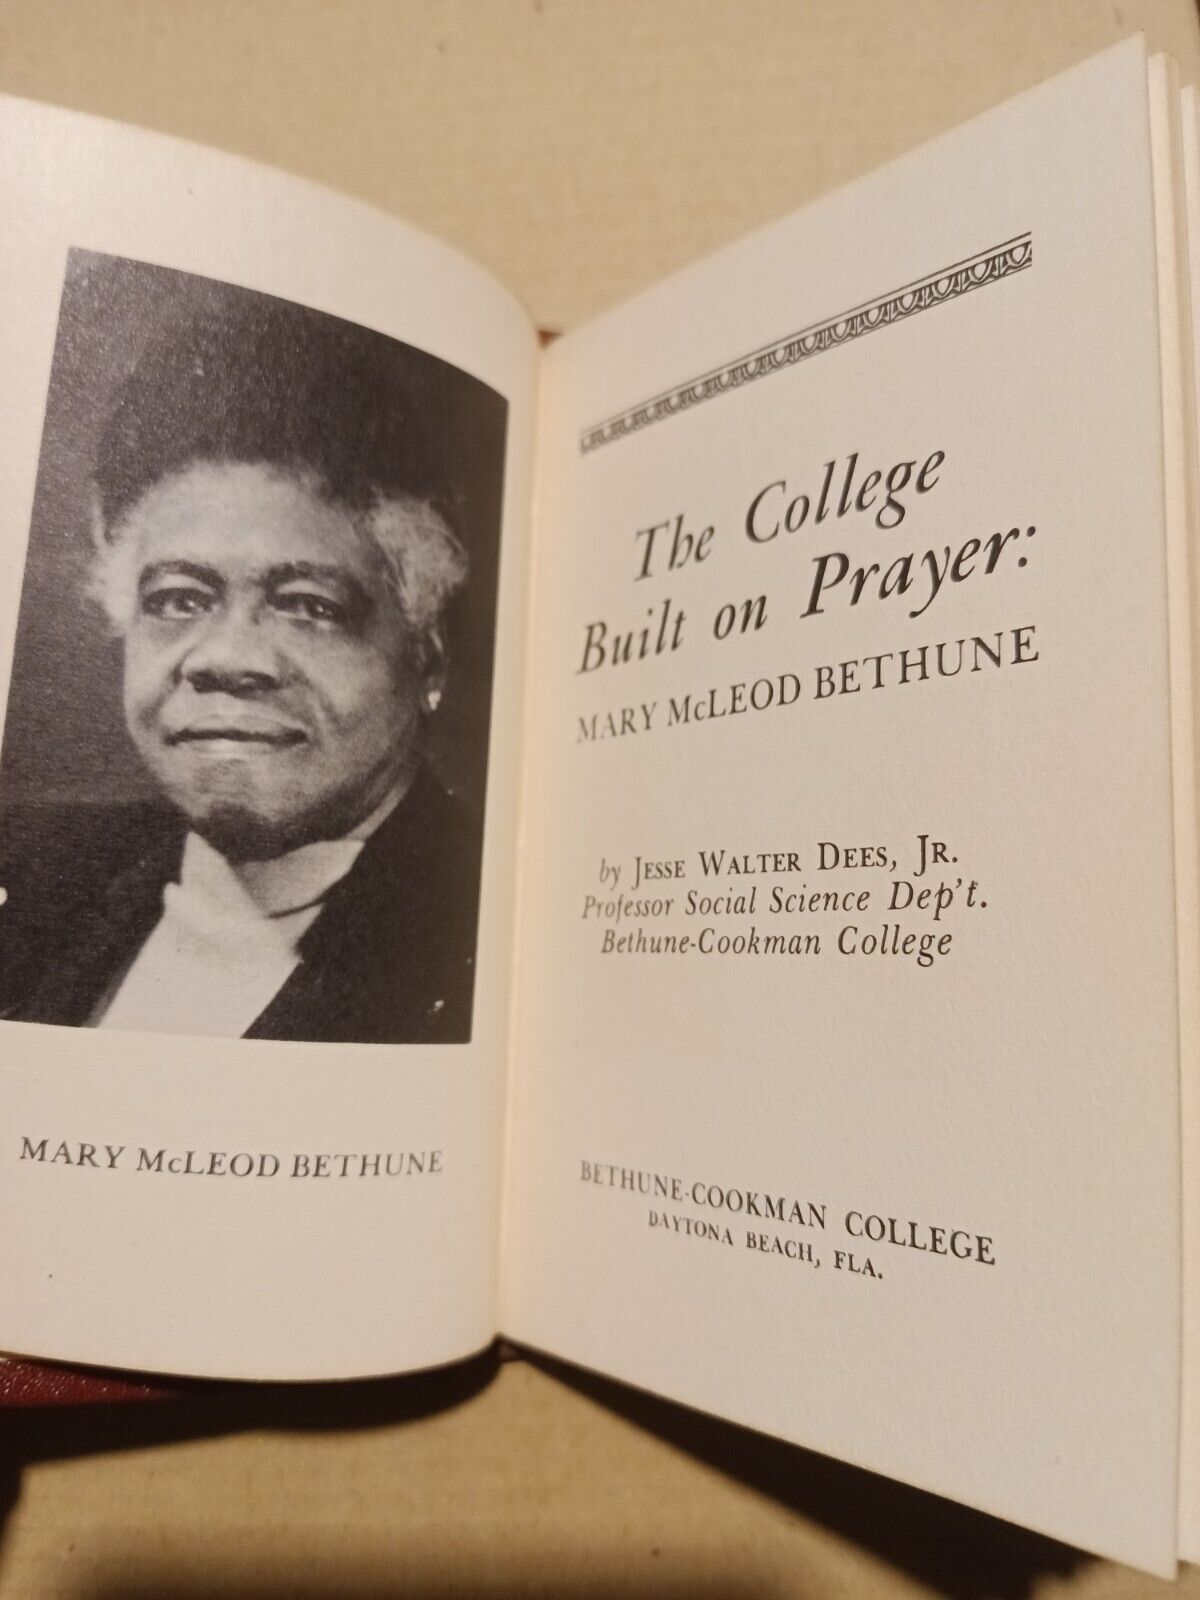 MARY McLEOD BETHUNE
The College
Built on Prayer:
MARY McLEOD BETHUNE
by JESSE WALTER DEES, JR.
Professor Social Science Dep't.
Bethune-Cookman College
BETHUNE-COOKMAN COLLEGE
DAYTONA BEACH, FLA.